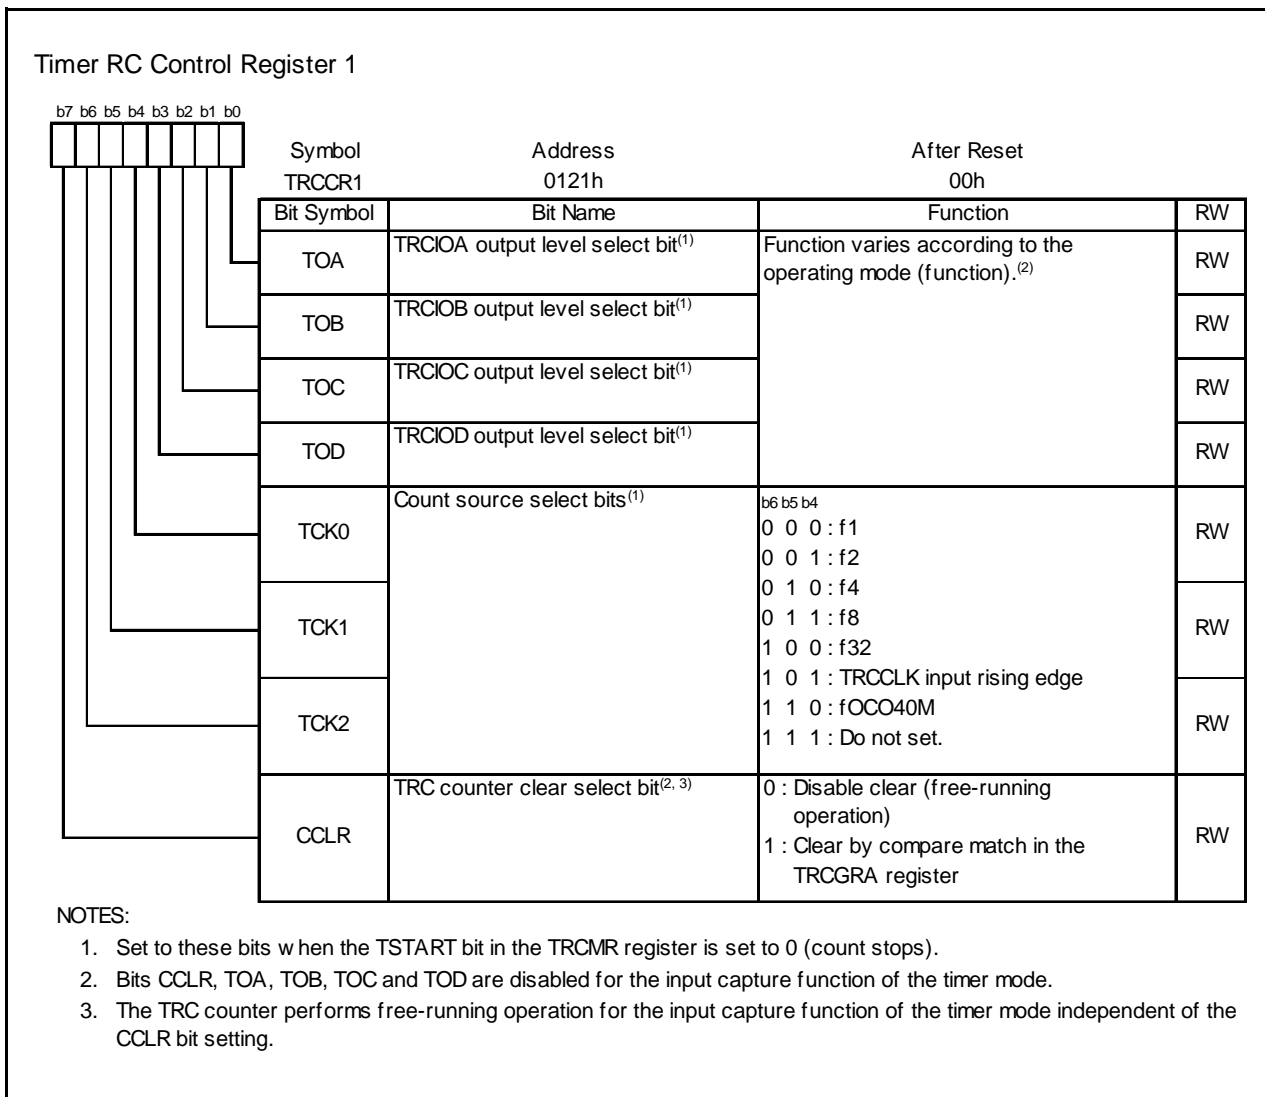 Timer RC Control Register 1
b7 b6 b5 b4 b3 b2 b1 b0
Symbol Address After Reset
TRCCR1 0121h 00h
Bit Symbol Bit Name Function RW
TOA TRCIOA output level select bit(1) Function varies according to the operating mode (function).(2) RW
TOB TRCIOB output level select bit(1) RW
TOC TRCIOC output level select bit(1) RW
TOD TRCIOD output level select bit(1) RW
Count source select bits(1) b6 b5 b4
TCK0 0 0 0 : f1 RW
0 0 1 : f2
0 1 0 : f4
TCK1 0 1 1 : f8 RW
1 0 0 : f32
1 0 1 : TRCCLK input rising edge
TCK2 1 1 0 : fOCO40M RW
1 1 1 : Do not set.
TRC counter clear select bit(2, 3) 0 : Disable clear (free-running
operation)
CCLR 1 : Clear by compare match in the RW
TRCGRA register
NOTES:
1. Set to these bits when the TSTART bit in the TRCMR register is set to 0 (count stops).
2. Bits CCLR, TOA, TOB, TOC and TOD are disabled for the input capture function of the timer mode.
3. The TRC counter performs free-running operation for the input capture function of the timer mode independent of the
CCLR bit setting.